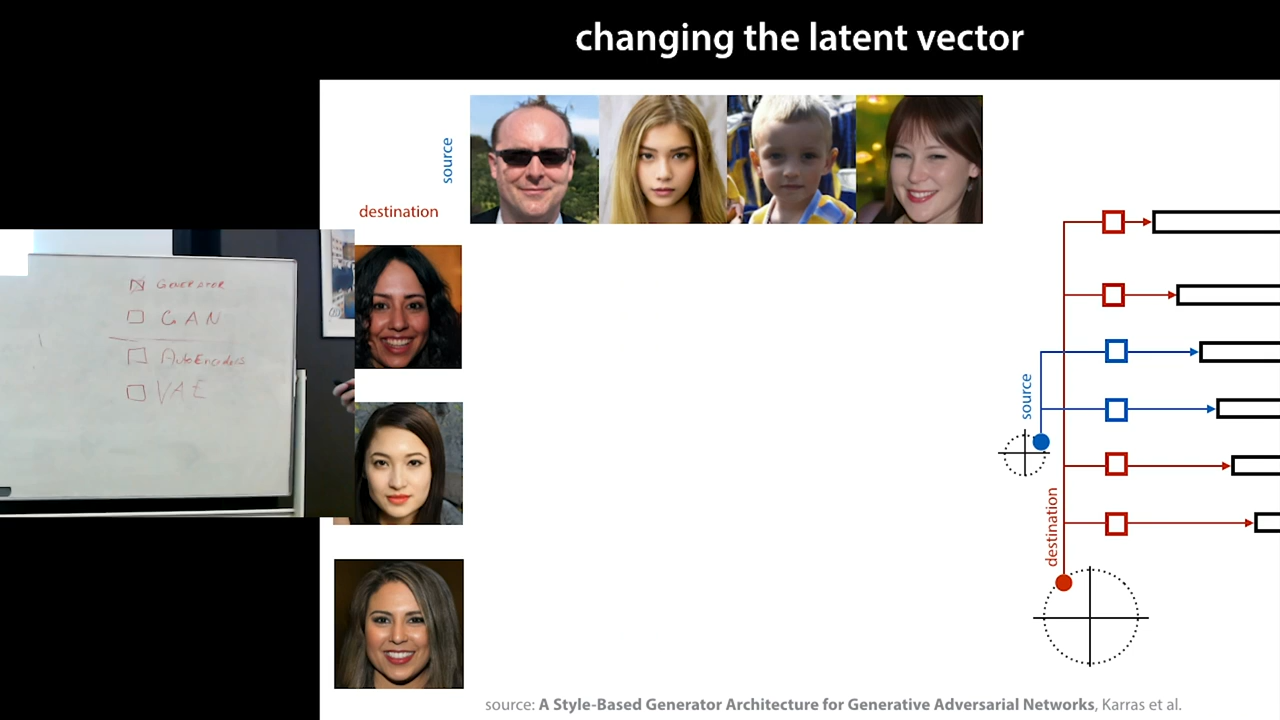 changing the latent vector
source
destination
GENERATOR
GAN
AutoEncoders
VAE
source
destination
source: A Style-Based Generator Architecture for Generative Adversarial Networks, Karras et al.